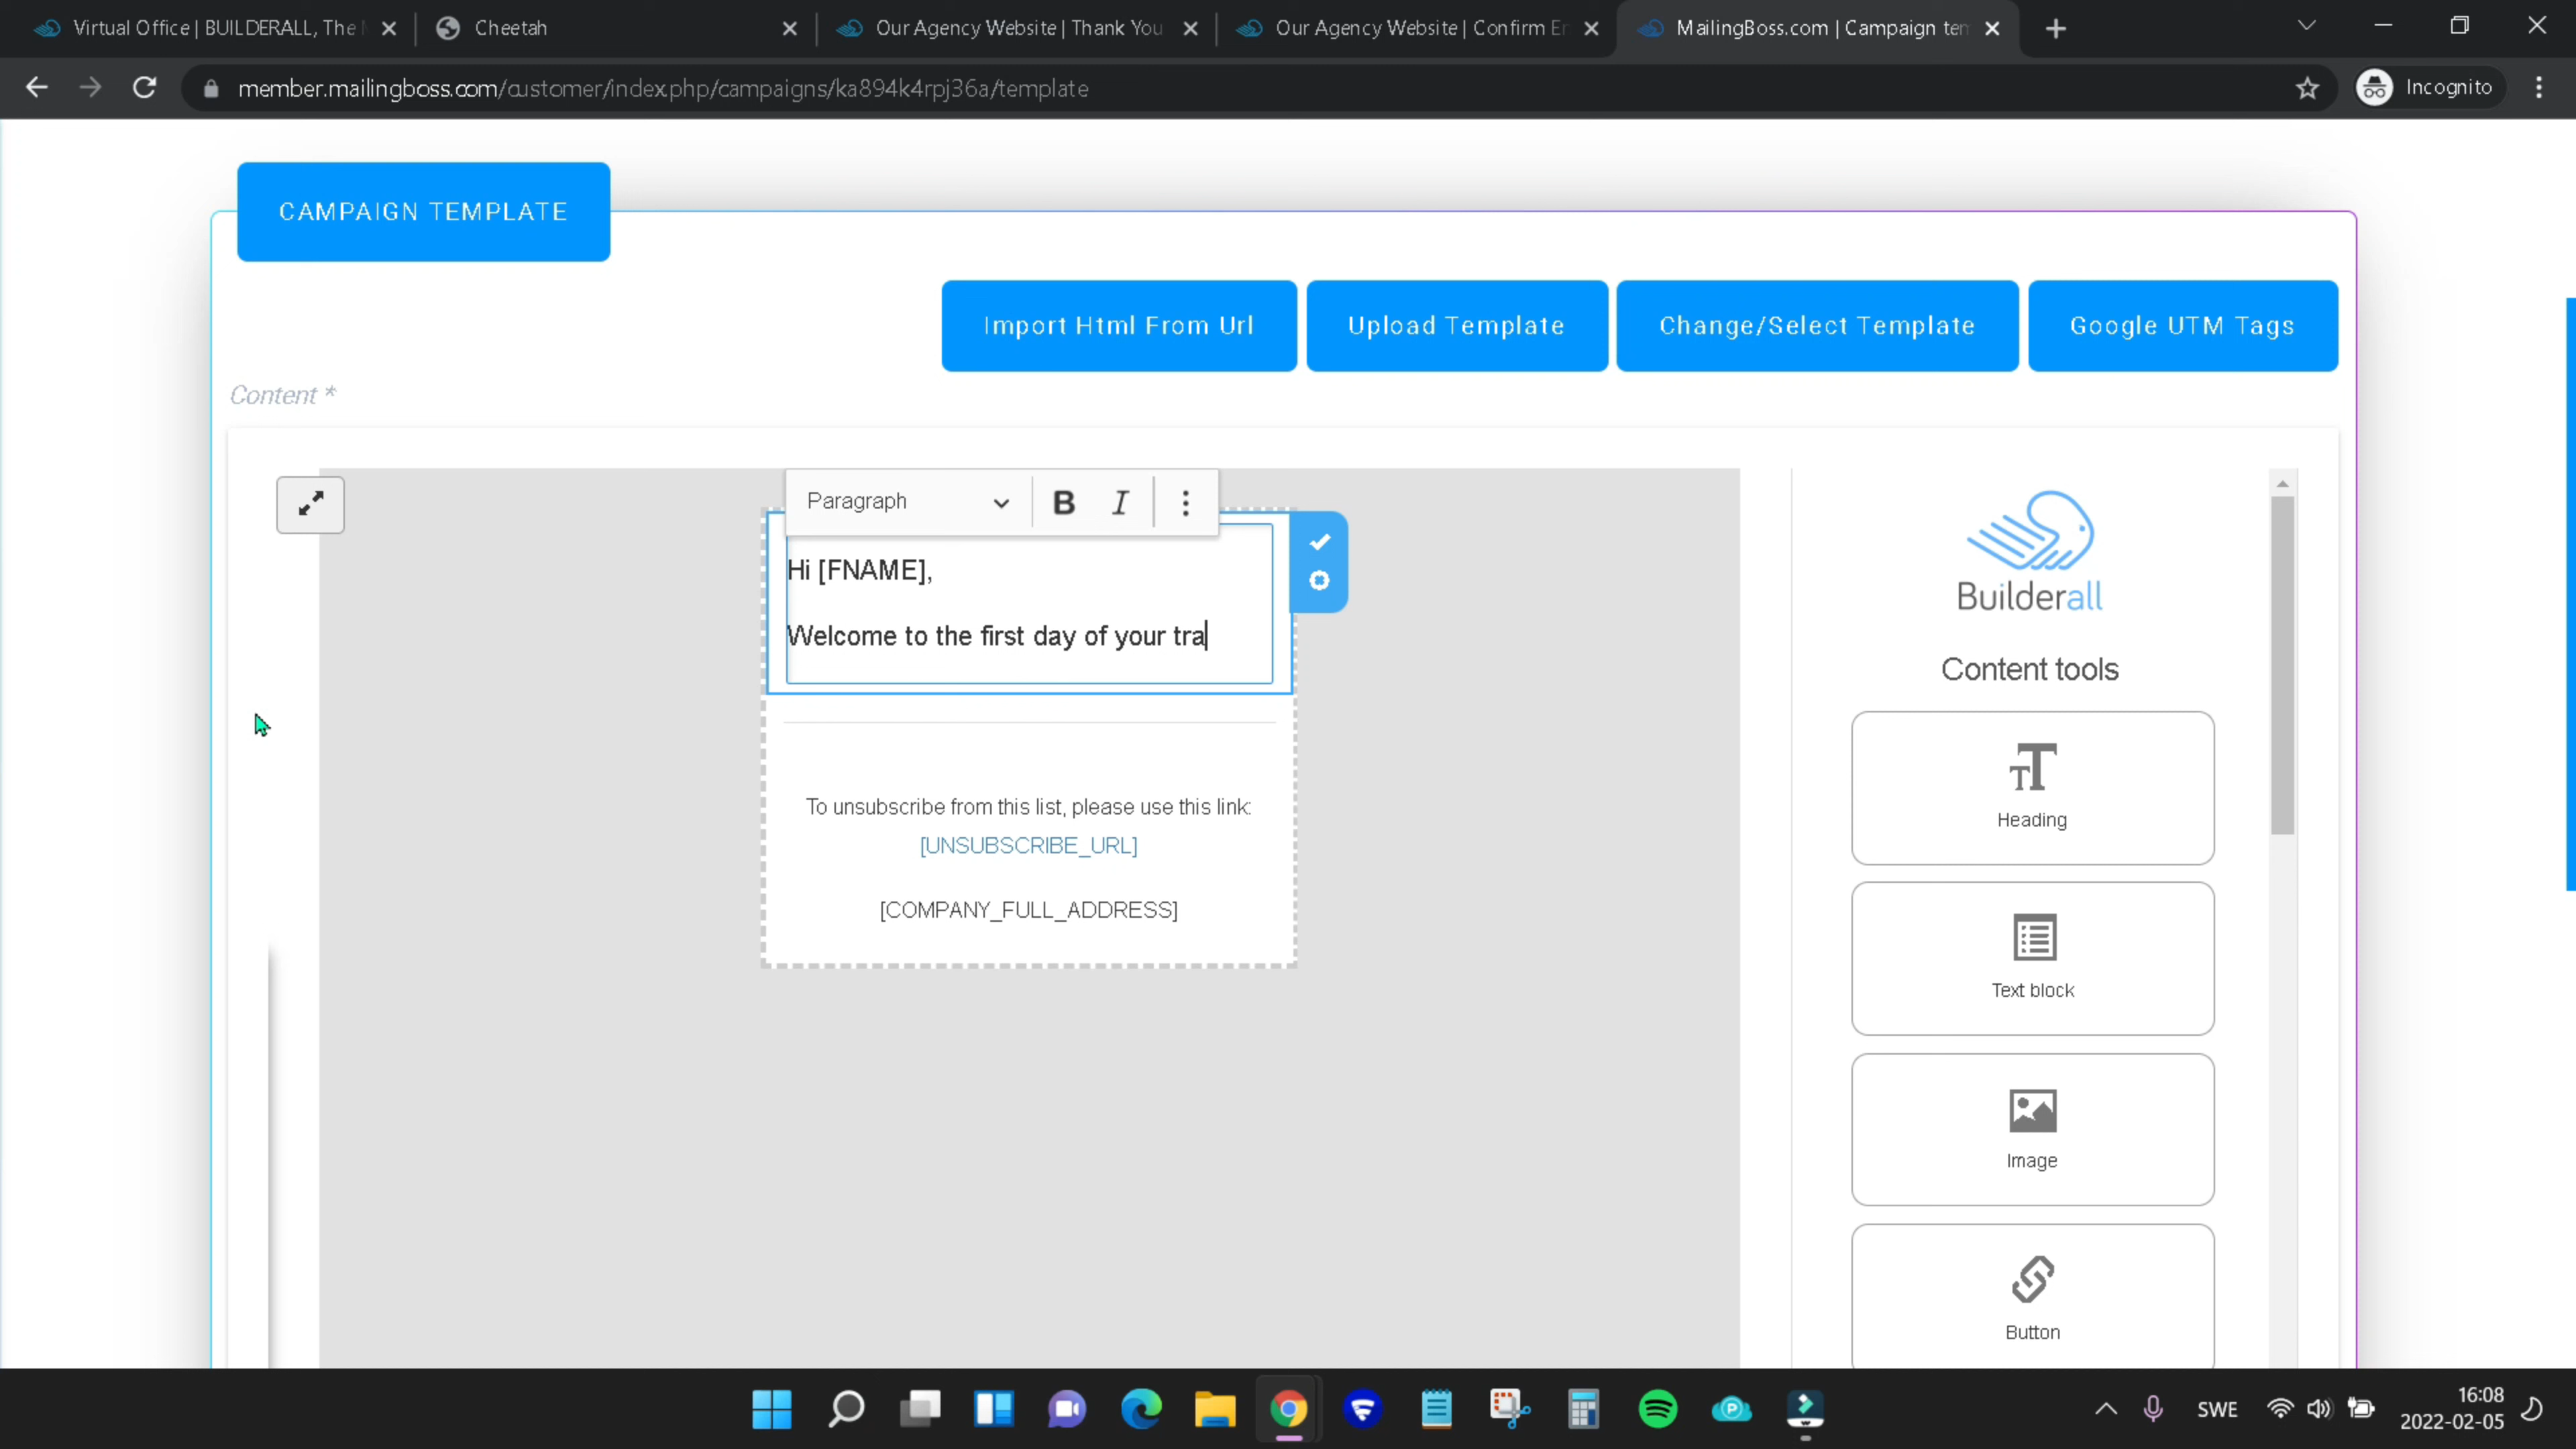 Virtual Office | BUILDERALL, The
Cheetah
Our Agency Website | Thank You
Our Agency Website | Confirm
MailingBoss.com | Campaign
member.mailingboss.com/customer/index.php/campaigns/ka894k4rpj36a/template
Incognito
CAMPAIGN TEMPLATE
Import Html From Url
Upload Template
Change/Select Template
Google UTM Tags
Content *
Paragraph
B
I
Hi [FNAME],
Welcome to the first day of your tra
To unsubscribe from this list, please use this link:
[UNSUBSCRIBE_URL]
[COMPANY_FULL_ADDRESS]
Builderall
Content tools
Heading
Text block
Image
Button
SWE
16:08
2022-02-05